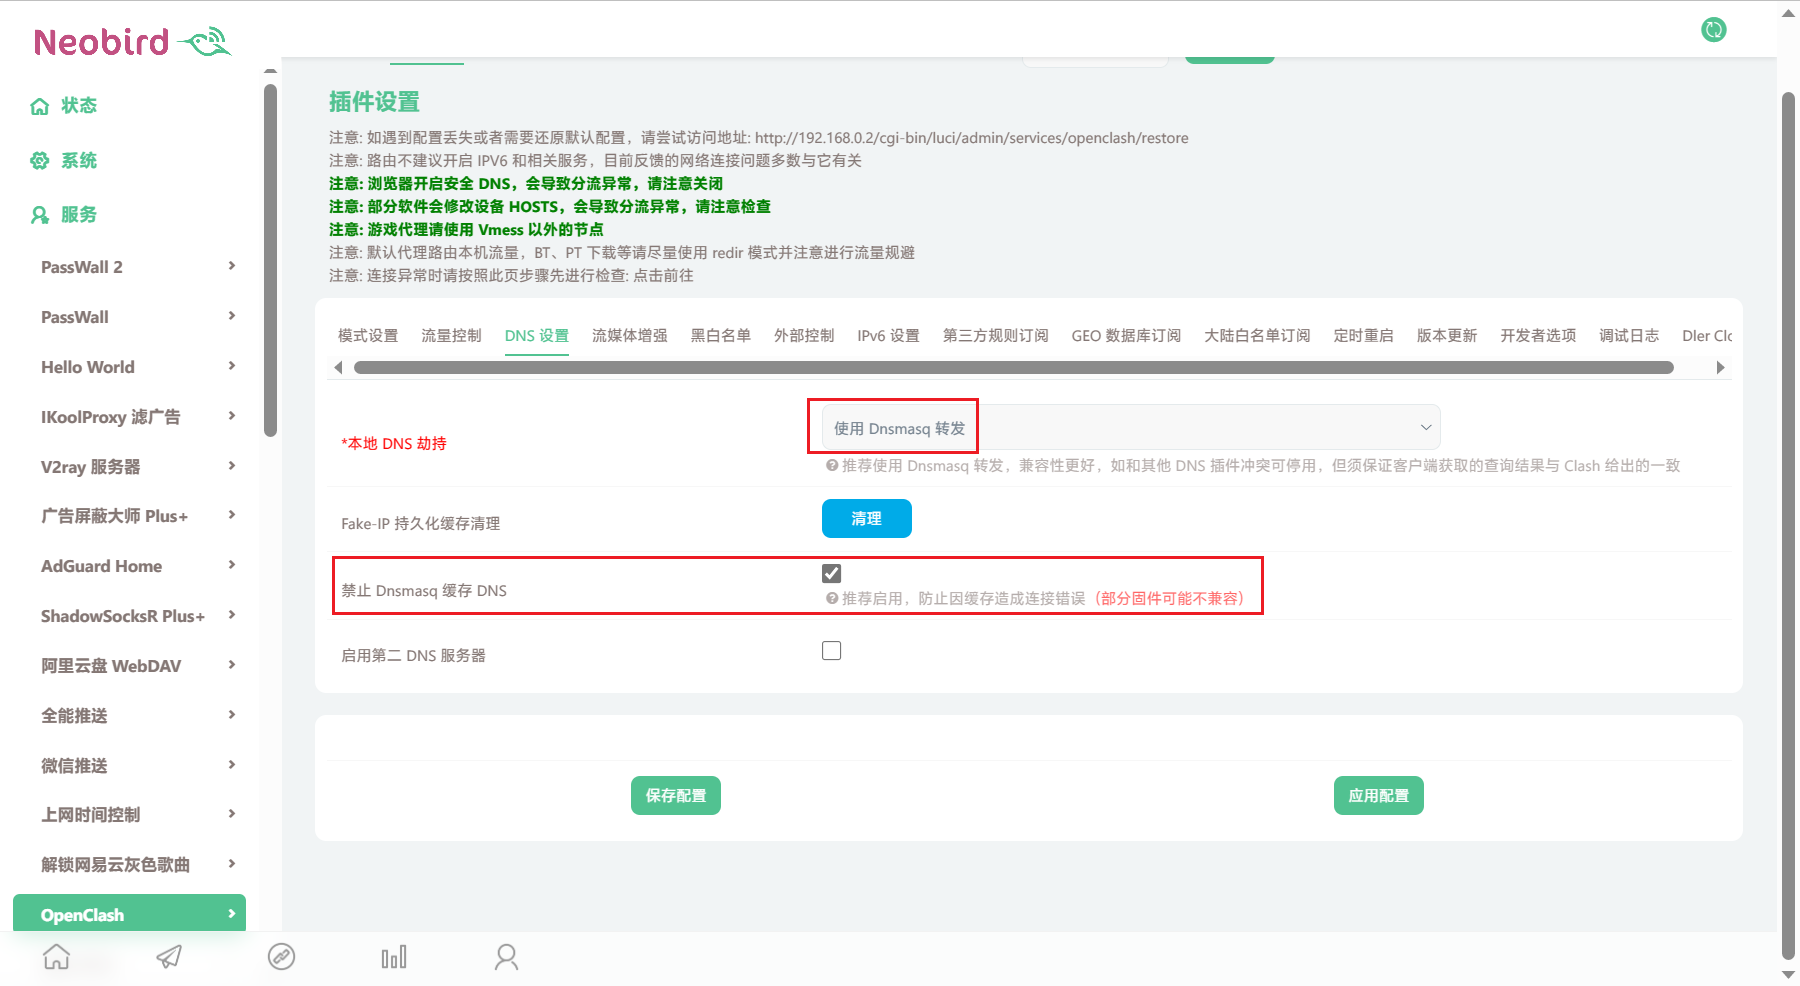 Neobird
状态
系统
服务
PassWall 2
PassWall
Hello World
IKoolProxy 滤广告
V2ray 服务器
广告屏蔽大师 Plus+
AdGuard Home
ShadowSocksR Plus+
阿里云盘 WebDAV
全能推送
微信推送
上网时间控制
解锁网易云灰色歌曲
OpenClash
插件设置
注意: 如遇到配置丢失或者需要还原默认配置，请尝试访问地址: http://192.168.0.2/cgi-bin/luci/admin/services/openclash/restore
注意: 路由不建议开启 IPV6 和相关服务，目前反馈的网络连接问题多数与它有关
注意: 浏览器开启安全 DNS，会导致分流异常，请注意关闭
注意: 部分软件会修改设备 HOSTS，会导致分流异常，请注意检查
注意: 游戏代理请使用 Vmess 以外的节点
注意: 默认代理路由本机流量，BT、PT 下载等请尽量使用 redir 模式并注意进行流量规避
注意: 连接异常时请按照此页步骤先进行检查: 点击前往
模式设置 流量控制 DNS 设置 流媒体增强 黑白名单 外部控制 IPv6 设置 第三方规则订阅 GEO 数据库订阅 大陆白名单订阅 定时重启 版本更新 开发者选项 调试日志 Dler Clo
*本地 DNS 劫持
使用 Dnsmasq 转发
推荐使用 Dnsmasq 转发，兼容性更好，如和其他 DNS 插件冲突可停用，但须保证客户端获取的查询结果与 Clash 给出的一致
Fake-IP 持久化缓存清理
清理
禁止 Dnsmasq 缓存 DNS
推荐启用，防止因缓存造成连接错误（部分固件可能不兼容）
启用第二 DNS 服务器
保存配置
应用配置